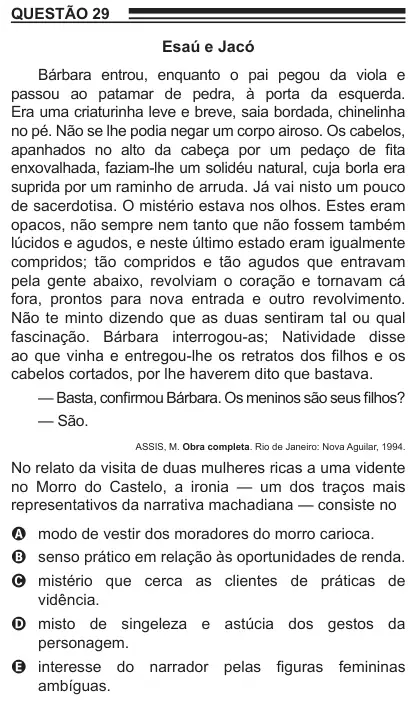 QUESTÃO 29
Esaú e Jacó
Bárbara entrou, enquanto o pai pegou da viola e
passou ao patamar de pedra, à porta da esquerda.
Era uma criaturinha leve e breve, saia bordada, chinelinha
no pé. Não se lhe podia negar um corpo airoso. Os cabelos,
apanhados no alto da cabeça por um pedaço de fita
enxovalhada, faziam-lhe um solidéu natural, cuja borla era
suprida por um raminho de arruda. Já vai nisto um pouco
de sacerdotisa. O mistério estava nos olhos. Estes eram
opacos, não sempre nem tanto que não fossem também
lúcidos e agudos, e neste último estado eram igualmente
compridos; tão compridos e tão agudos que entravam
pela gente abaixo, revolviam o coração e tornavam cá
fora, prontos para nova entrada e outro revolvimento.
Não te minto dizendo que as duas sentiram tal ou qual
fascinação. Bárbara interrogou-as; Natividade disse
ao que vinha e entregou-lhe os retratos dos filhos e os
cabelos cortados, por lhe haverem dito que bastava.
— Basta, confirmou Bárbara. Os meninos são seus filhos?
— São.
ASSIS, M. Obra completa. Rio de Janeiro: Nova Aguilar, 1994.
No relato da visita de duas mulheres ricas a uma vidente
no Morro do Castelo, a ironia — um dos traços mais
representativos da narrativa machadiana — consiste no
A modo de vestir dos moradores do morro carioca.
B senso prático em relação às oportunidades de renda.
C mistério que cerca as clientes de práticas de
vidência.
D misto de singeleza e astúcia dos gestos da
personagem.
E interesse do narrador pelas figuras femininas
ambíguas.